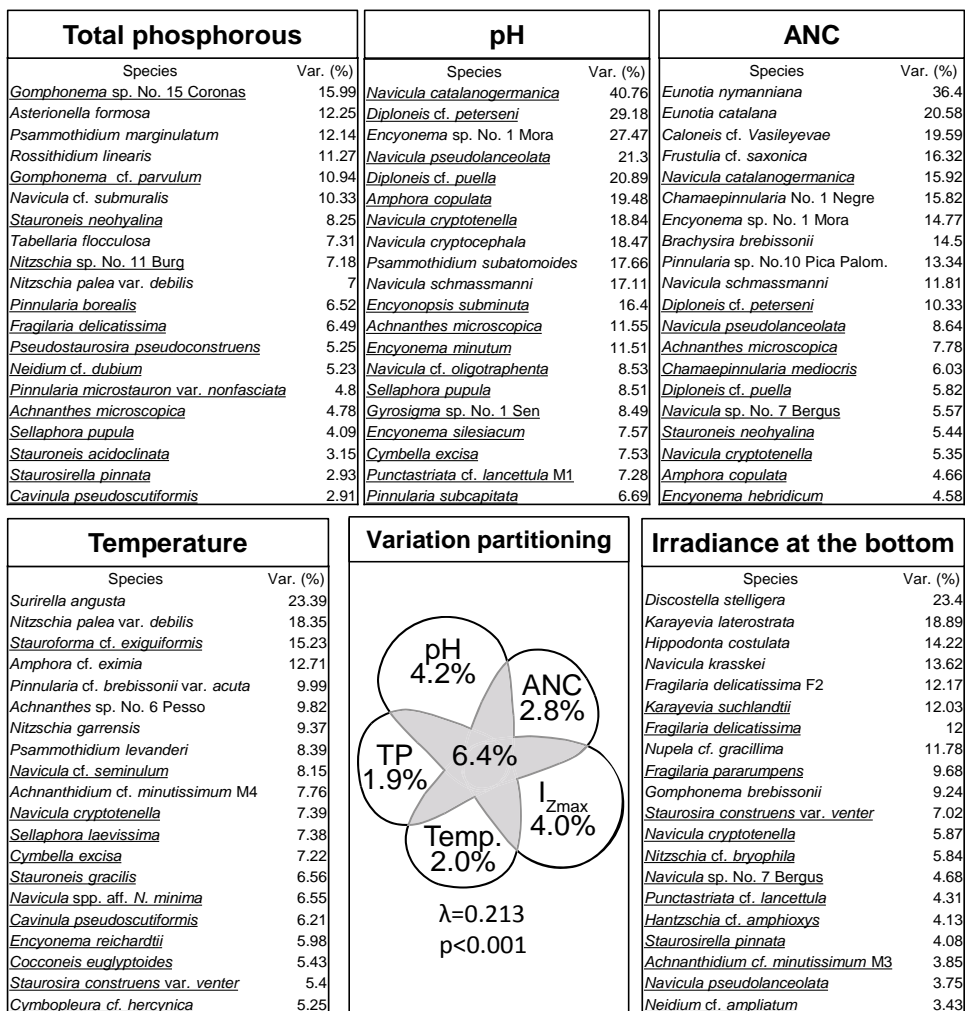 Total phosphorous
Species Var. (%)
Gomphonema sp. No. 15 Coronas 15.99
Asterionella formosa 12.25
Psammothidium marginulatum 12.14
Rossithidium linearis 11.27
Gomphonema cf. parvulum 10.94
Navicula cf. submuralis 10.33
Stauroneis neohyalina 8.25
Tabellaria flocculosa 7.31
Nitzschia sp. No. 11 Burg 7.18
Nitzschia palea var. debilis 7
Pinnularia borealis 6.52
Fragilaria delicatissima 6.49
Pseudostaurosira pseudoconstruens 5.25
Neidium cf. dubium 5.23
Pinnularia microstauron var. nonfasciata 4.8
Achnanthes microscopica 4.78
Sellaphora pupula 4.09
Stauroneis acidoclinata 3.15
Staurosirella pinnata 2.93
Cavinula pseudoscutiformis 2.91
pH
Species Var. (%)
Navicula catalanogermanica 40.76
Diploneis cf. peterseni 29.18
Encyonema sp. No. 1 Mora 27.47
Navicula pseudolanceolata 21.3
Diploneis cf. puella 20.89
Amphora copulata 19.48
Navicula cryptotenella 18.84
Navicula cryptocephala 18.47
Psammothidium subatomoides 17.66
Navicula schmassmanni 17.11
Encyonopsis subminuta 16.4
Achnanthes microscopica 11.55
Encyonema minutum 11.51
Navicula cf. oligotraphenta 8.53
Sellaphora pupula 8.51
Gyrosigma sp. No. 1 Sen 8.49
Encyonema silesiacum 7.57
Cymbella excisa 7.53
Punctastriata cf. lancettula M1 7.28
Pinnularia subcapitata 6.69
ANC
Species Var. (%)
Eunotia nymanniana 36.4
Eunotia catalana 20.58
Caloneis cf. Vasileyevae 19.59
Frustulia cf. saxonica 16.32
Navicula catalanogermanica 15.92
Chamaepinnularia No. 1 Negre 15.82
Encyonema sp. No. 1 Mora 14.77
Brachysira brebissonii 14.5
Pinnularia sp. No.10 Pica Palom. 13.34
Navicula schmassmanni 11.81
Diploneis cf. peterseni 10.33
Navicula pseudolanceolata 8.64
Achnanthes microscopica 7.78
Chamaepinnularia mediocris 6.03
Diploneis cf. puella 5.82
Navicula sp. No. 7 Bergus 5.57
Stauroneis neohyalina 5.44
Navicula cryptotenella 5.35
Amphora copulata 4.66
Encyonema hebridicum 4.58
Temperature
Species Var. (%)
Surirella angusta 23.39
Nitzschia palea var. debilis 18.35
Stauroforma cf. exiguiformis 15.23
Amphora cf. eximia 12.71
Pinnularia cf. brebissonii var. acuta 9.99
Achnanthes sp. No. 6 Pesso 9.82
Nitzschia garrensis 9.37
Psammothidium levanderi 8.39
Navicula cf. seminulum 8.15
Achnanthidium cf. minutissimum M4 7.76
Navicula cryptotenella 7.39
Sellaphora laevissima 7.38
Cymbella excisa 7.22
Stauroneis gracilis 6.56
Navicula spp. aff. N. minima 6.55
Cavinula pseudoscutiformis 6.21
Encyonema reichardtii 5.98
Cocconeis euglyptoides 5.43
Staurosira construens var. venter 5.4
Cymbopleura cf. hercynica 5.25
Variation partitioning
pH
4.2%
ANC
2.8%
TP
1.9%
6.4%
IZmax
4.0%
Temp.
2.0%
λ=0.213
p<0.001
Irradiance at the bottom
Species Var. (%)
Discostella stelligera 23.4
Karayevia laterostrata 18.89
Hippodonta costulata 14.22
Navicula krasskei 13.62
Fragilaria delicatissima F2 12.17
Karayevia suchlandtii 12.03
Fragilaria delicatissima 12
Nupela cf. gracillima 11.78
Fragilaria pararumpens 9.68
Gomphonema brebissonii 9.24
Staurosira construens var. venter 7.02
Navicula cryptotenella 5.87
Nitzschia cf. bryophila 5.84
Navicula sp. No. 7 Bergus 4.68
Punctastriata cf. lancettula 4.31
Hantzschia cf. amphioxys 4.13
Staurosirella pinnata 4.08
Achnanthidium cf. minutissimum M3 3.85
Navicula pseudolanceolata 3.75
Neidium cf. ampliatum 3.43